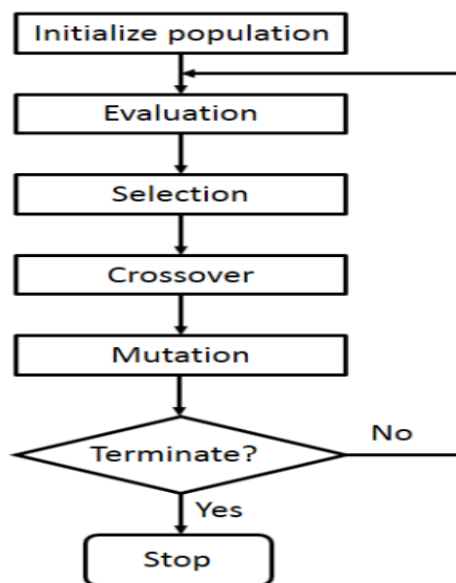 Initialize population
Evaluation
Selection
Crossover
Mutation
Terminate?
No
Yes
Stop